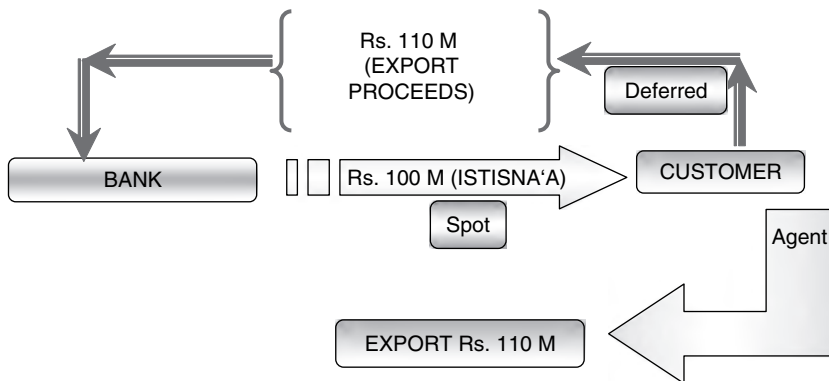 Rs. 110 M
(EXPORT
PROCEEDS)
Deferred
BANK
Rs. 100 M (ISTISNA‘A)
CUSTOMER
Spot
Agent
EXPORT Rs. 110 M